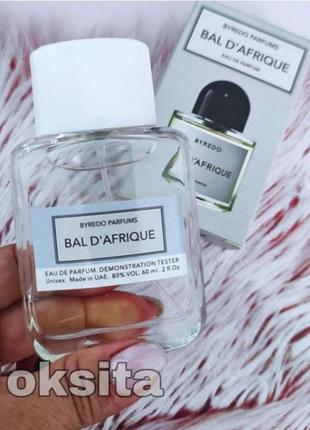 BYREDO PARFUMS
BAL D'AFRIQUE
EAU DE PARFUM
BYREDO
D'AFRIQUE
BYREDO PARFUMS
BAL D'AFRIQUE
EAU DE PARFUM. DEMONSTRATION TESTER
Unisex. Made in UAE. 80% VOL. 60 ml. 2 fl.Oz
oksita